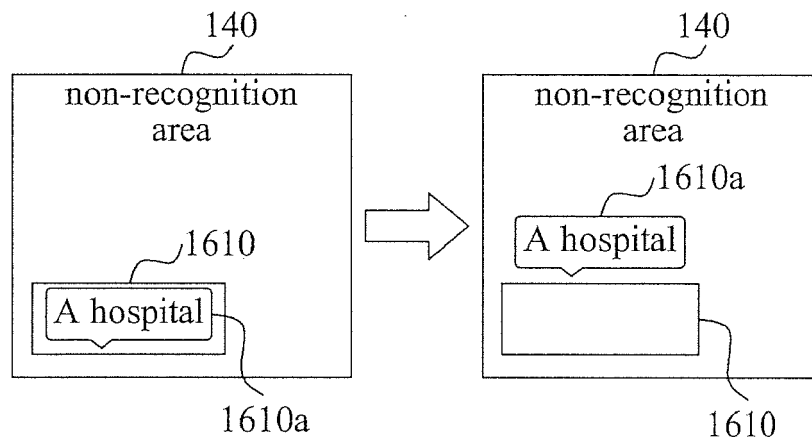 140
non-recognition
area
1610
A hospital
1610a
140
non-recognition
area
1610a
A hospital
1610